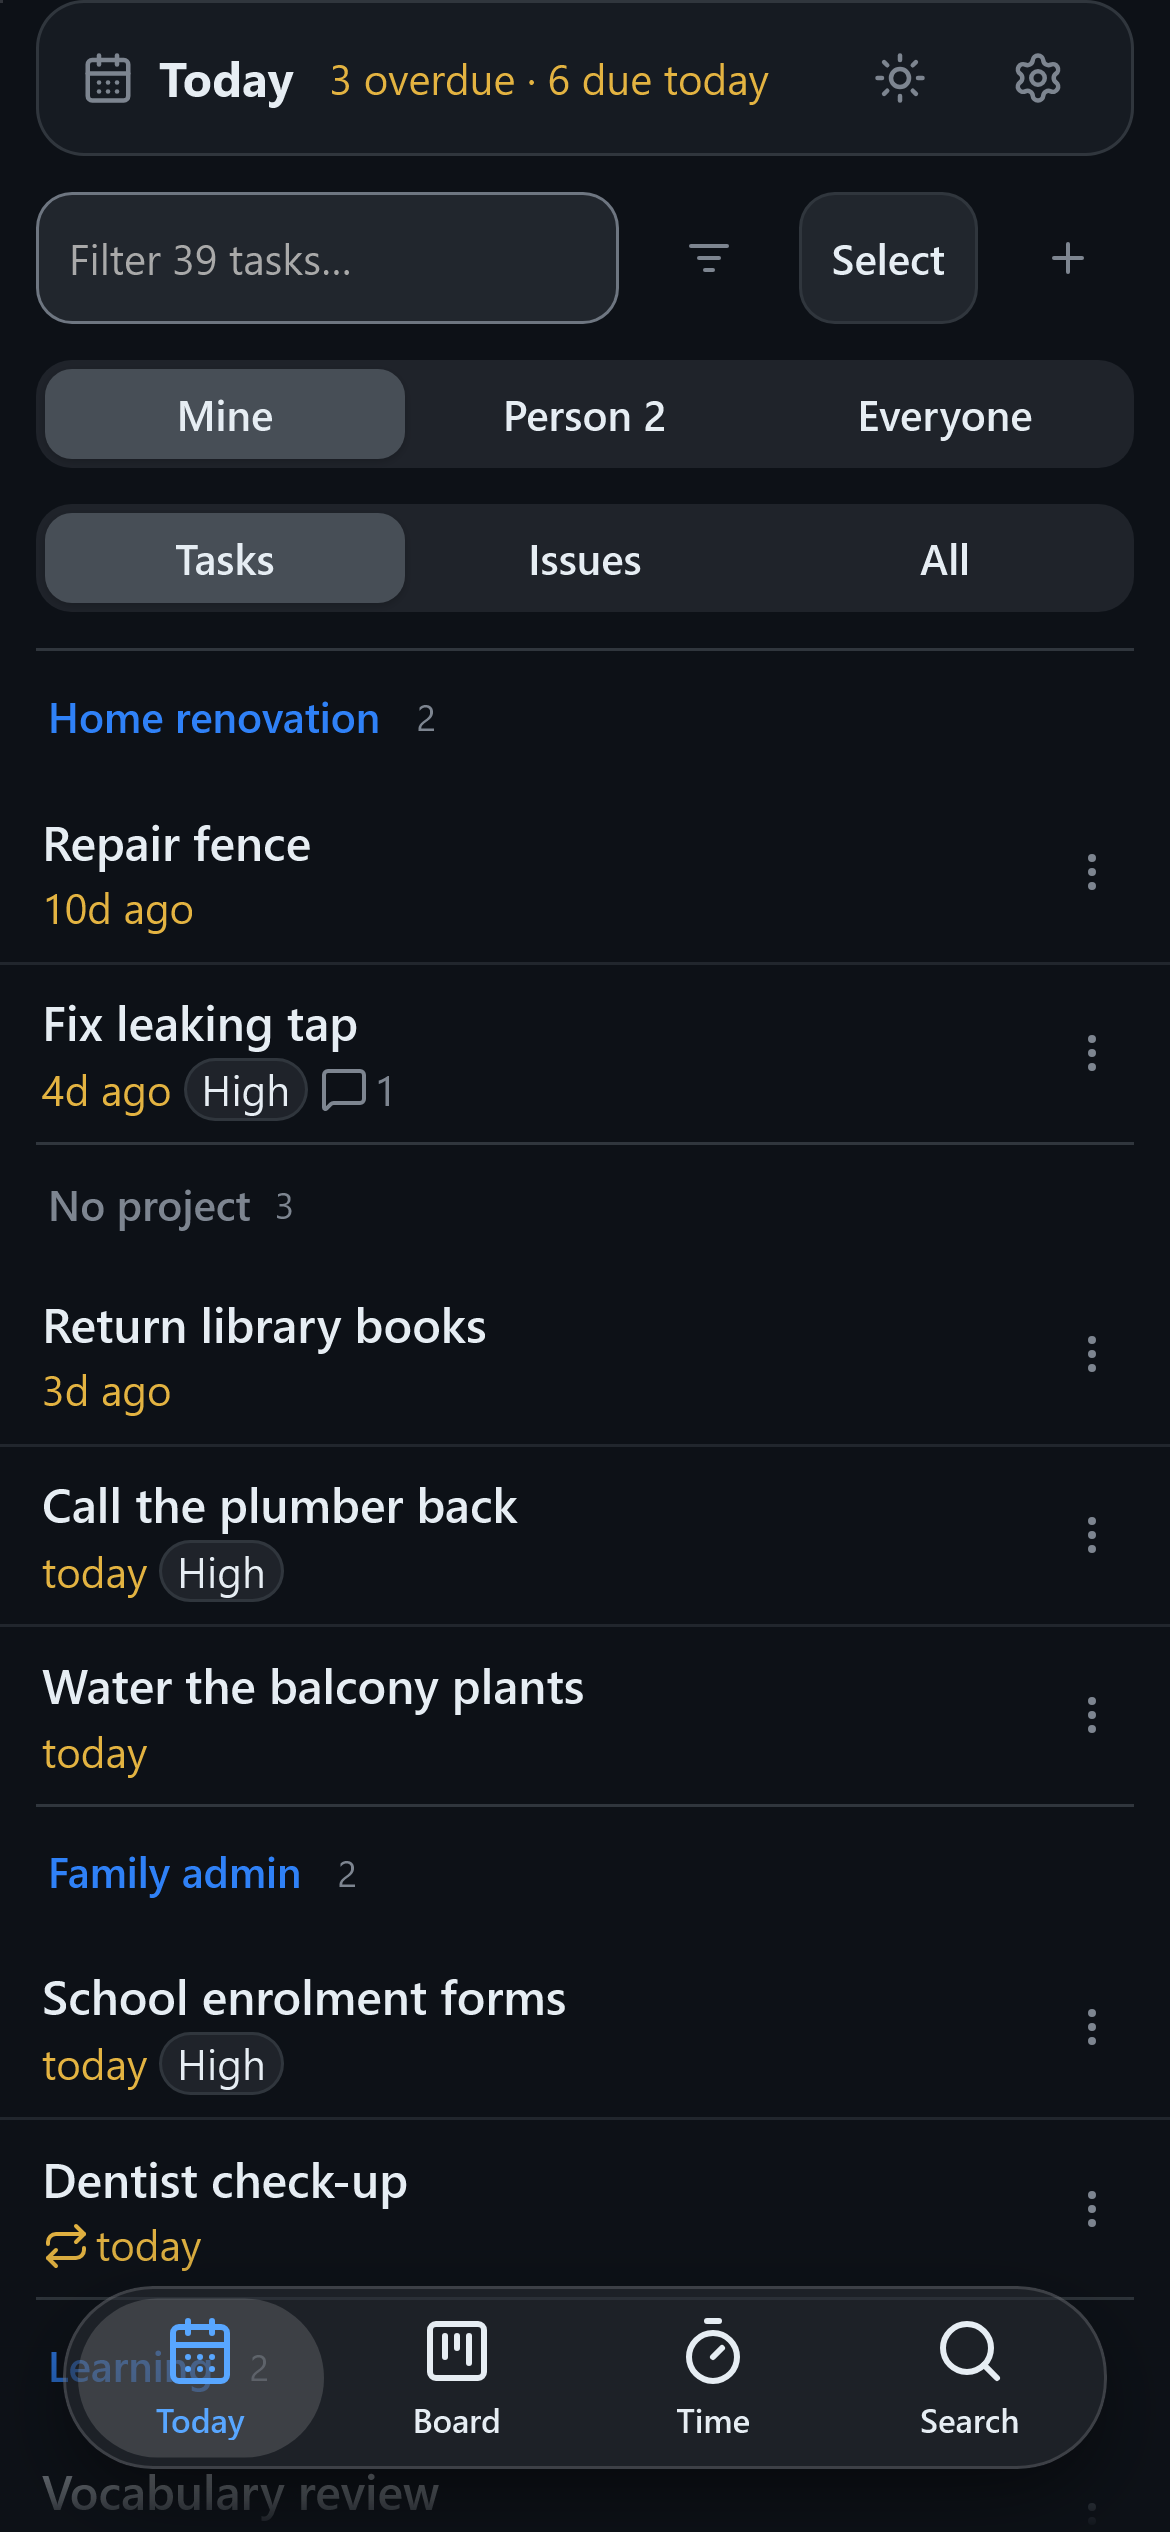 Today 3 overdue · 6 due today
Filter 39 tasks...
Select
Mine Person 2 Everyone
Tasks Issues All
Home renovation 2
Repair fence
10d ago
Fix leaking tap
4d ago High 1
No project 3
Return library books
3d ago
Call the plumber back
today High
Water the balcony plants
today
Family admin 2
School enrolment forms
today High
Dentist check-up
today
Learning 2
Today Board Time Search
Vocabulary review